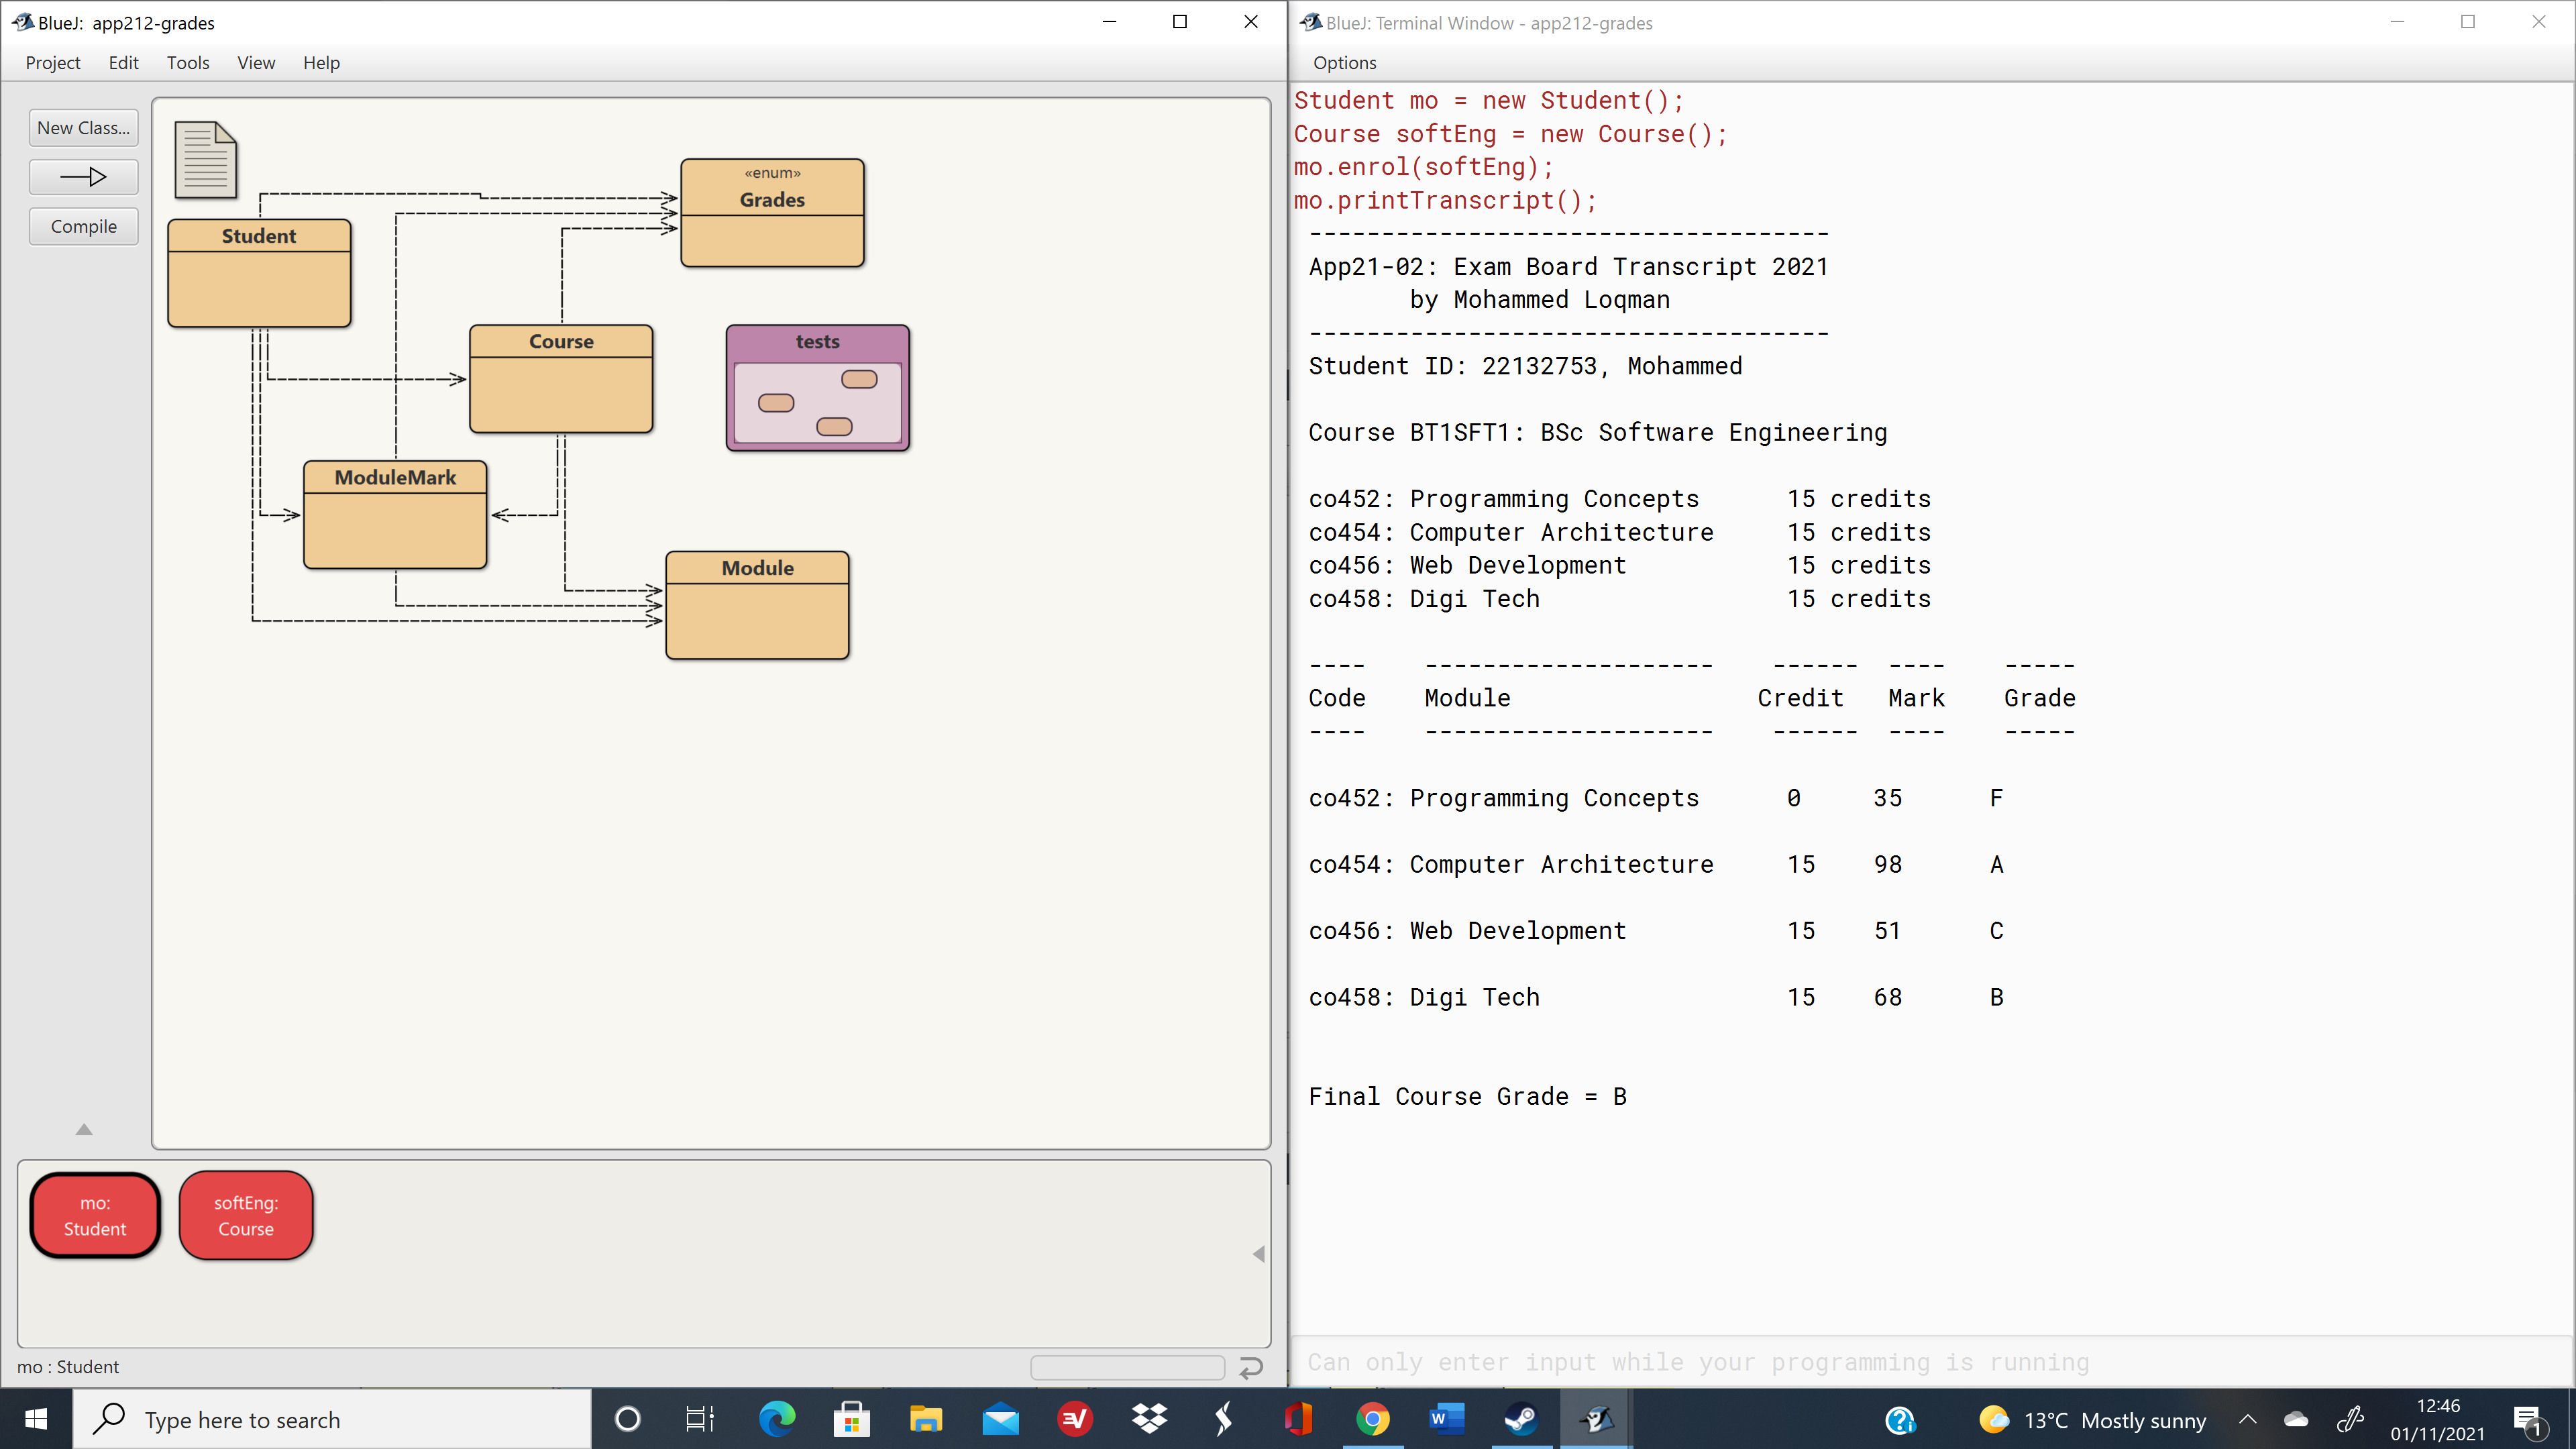 BlueJ: app212-grades
Project Edit Tools View Help
New Class...
Compile
«enum»
Grades
Student
Course
tests
ModuleMark
Module
mo:
Student
softEng:
Course
mo : Student
BlueJ: Terminal Window - app212-grades
Options
Student mo = new Student();
Course softEng = new Course();
mo.enrol(softEng);
mo.printTranscript();
------------------------------------
App21-02: Exam Board Transcript 2021
by Mohammed Loqman
------------------------------------
Student ID: 22132753, Mohammed
Course BT1SFT1: BSc Software Engineering
co452: Programming Concepts 15 credits
co454: Computer Architecture 15 credits
co456: Web Development 15 credits
co458: Digi Tech 15 credits
---- -------------------- ------ ---- -----
Code Module Credit Mark Grade
---- -------------------- ------ ---- -----
co452: Programming Concepts 0 35 F
co454: Computer Architecture 15 98 A
co456: Web Development 15 51 C
co458: Digi Tech 15 68 B
Final Course Grade = B
Can only enter input while your programming is running
Type here to search
13°C Mostly sunny
12:46
01/11/2021
1